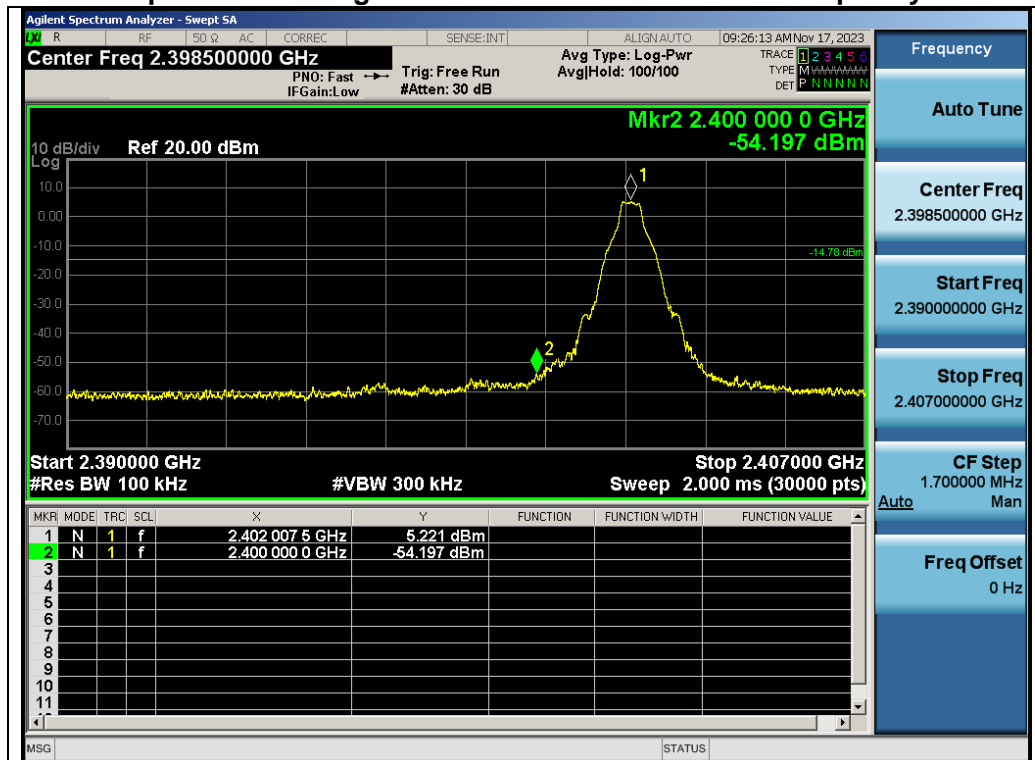 Agilent Spectrum Analyzer - Swept SA
LXI R RF 50 Ω AC CORREC SENSE:INT ALIGN AUTO 09:26:13 AM Nov 17, 2023
Center Freq 2.398500000 GHz
Avg Type: Log-Pwr
TRACE 1 2 3 4 5 6
PNO: Fast
Trig: Free Run
Avg|Hold: 100/100
TYPE M WWWWW
IFGain:Low
#Atten: 30 dB
DET P N N N N N
Mkr2 2.400 000 0 GHz
-54.197 dBm
10 dB/div Ref 20.00 dBm
Log
1
10.0
0.00
-10.0
-14.78 dBm
-20.0
-30.0
-40.0
2
-50.0
-60.0
-70.0
Start 2.390000 GHz Stop 2.407000 GHz
#Res BW 100 kHz #VBW 300 kHz Sweep 2.000 ms (30000 pts)
MKR MODE TRC SCL X Y FUNCTION FUNCTION WIDTH FUNCTION VALUE
1 N 1 f 2.402 007 5 GHz 5.221 dBm
2 N 1 f 2.400 000 0 GHz -54.197 dBm
3
4
5
6
7
8
9
10
11
MSG STATUS
Frequency
Auto Tune
Center Freq
2.398500000 GHz
Start Freq
2.390000000 GHz
Stop Freq
2.407000000 GHz
CF Step
1.700000 MHz
Auto Man
Freq Offset
0 Hz